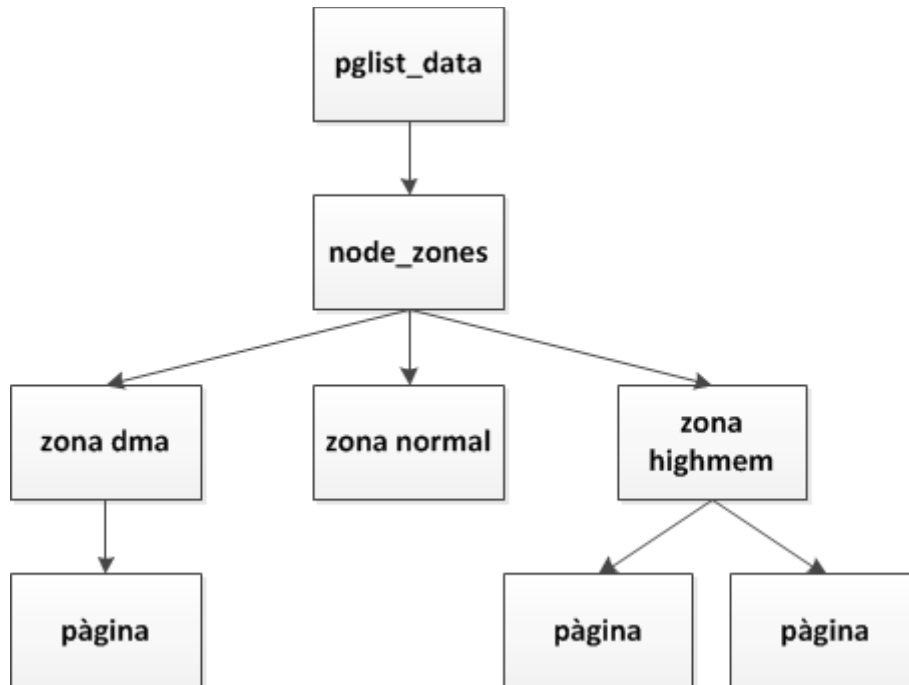 pglist_data
node_zones
zona dma
zona normal
zona
highmem
pàgina
pàgina
pàgina